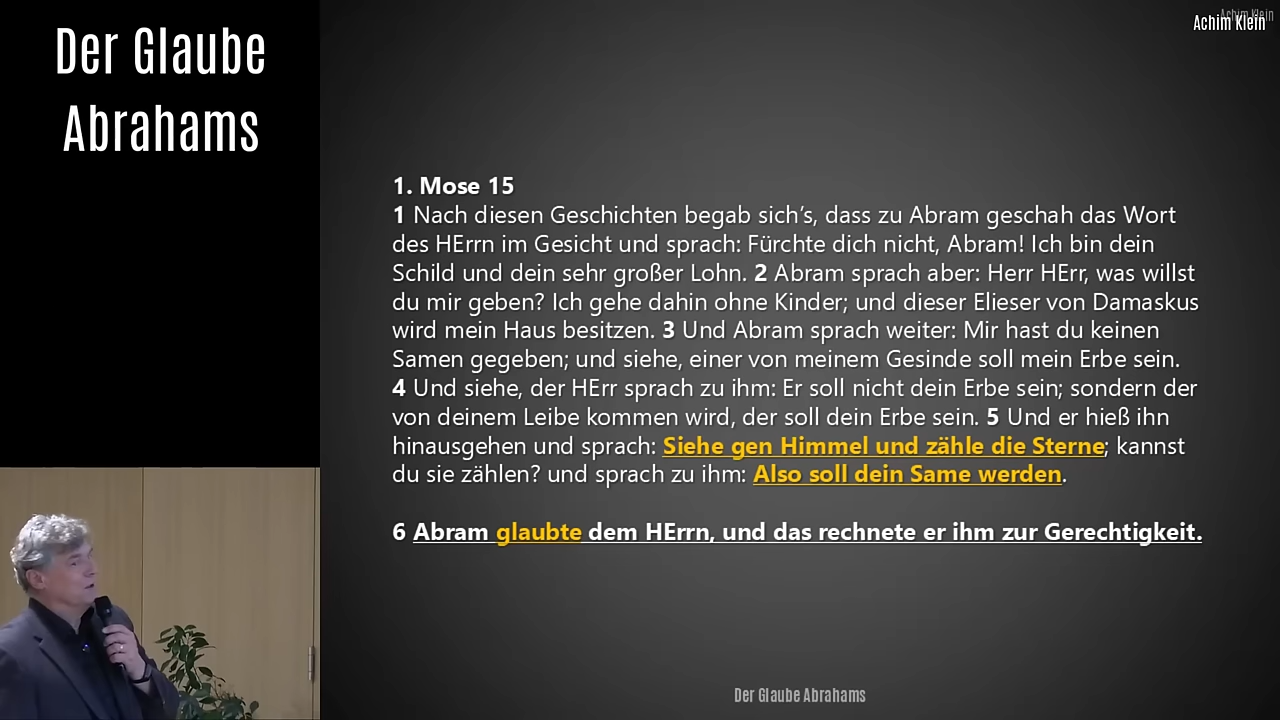 Der Glaube
Abrahams
Achim Klein
Achim Klein
1. Mose 15
1 Nach diesen Geschichten begab sich’s, dass zu Abram geschah das Wort
des HErrn im Gesicht und sprach: Fürchte dich nicht, Abram! Ich bin dein
Schild und dein sehr großer Lohn. 2 Abram sprach aber: Herr HErr, was willst
du mir geben? Ich gehe dahin ohne Kinder; und dieser Elieser von Damaskus
wird mein Haus besitzen. 3 Und Abram sprach weiter: Mir hast du keinen
Samen gegeben; und siehe, einer von meinem Gesinde soll mein Erbe sein.
4 Und siehe, der HErr sprach zu ihm: Er soll nicht dein Erbe sein; sondern der
von deinem Leibe kommen wird, der soll dein Erbe sein. 5 Und er hieß ihn
hinausgehen und sprach: Siehe gen Himmel und zähle die Sterne; kannst
du sie zählen? und sprach zu ihm: Also soll dein Same werden.
6 Abram glaubte dem HErrn, und das rechnete er ihm zur Gerechtigkeit.
Der Glaube Abrahams